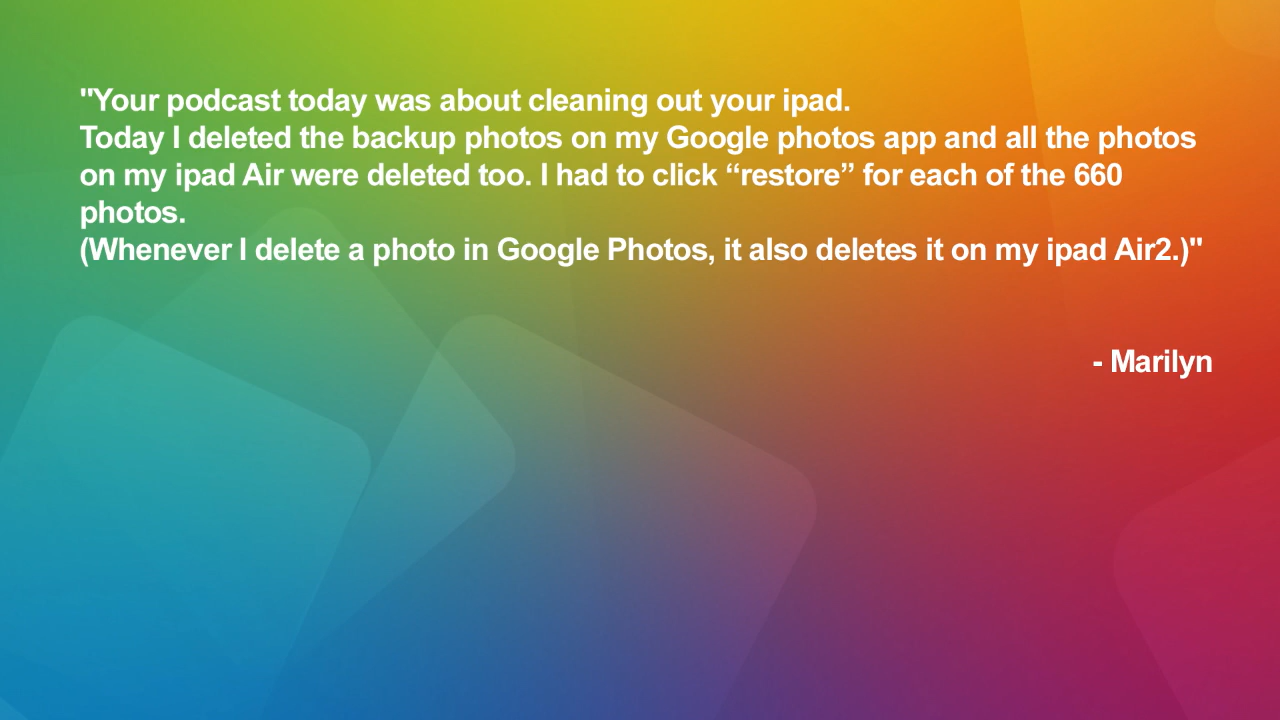 "Your podcast today was about cleaning out your ipad.
Today I deleted the backup photos on my Google photos app and all the photos
on my ipad Air were deleted too. I had to click “restore” for each of the 660
photos.
(Whenever I delete a photo in Google Photos, it also deletes it on my ipad Air2.)"
- Marilyn